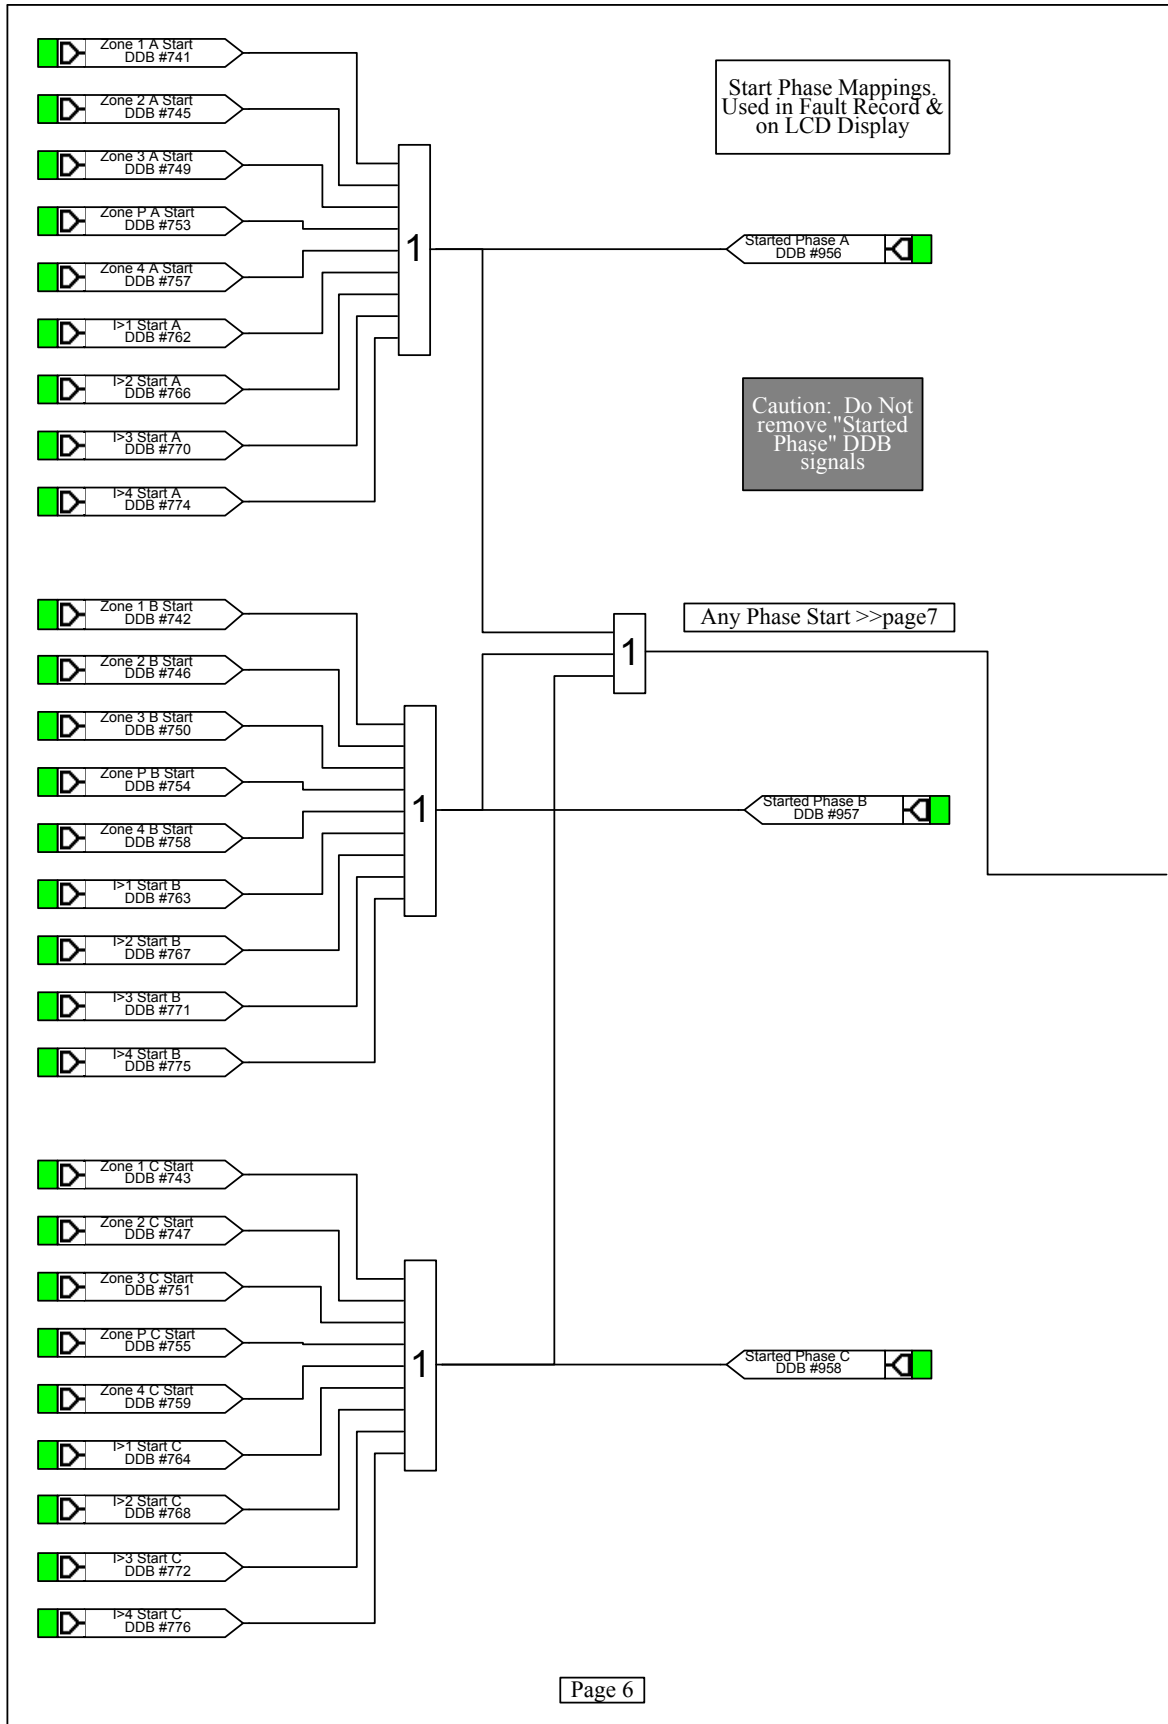 Zone 1 A Start
DDB #741
Zone 2 A Start
DDB #745
Zone 3 A Start
DDB #749
Zone P A Start
DDB #753
Zone 4 A Start
DDB #757
I>1 Start A
DDB #762
I>2 Start A
DDB #766
I>3 Start A
DDB #770
I>4 Start A
DDB #774
1
Start Phase Mappings.
Used in Fault Record &
on LCD Display
Started Phase A
DDB #956
Caution:  Do Not
remove "Started
Phase" DDB
signals
Zone 1 B Start
DDB #742
Zone 2 B Start
DDB #746
Zone 3 B Start
DDB #750
Zone P B Start
DDB #754
Zone 4 B Start
DDB #758
I>1 Start B
DDB #763
I>2 Start B
DDB #767
I>3 Start B
DDB #771
I>4 Start B
DDB #775
1
1
Any Phase Start >>page7
Started Phase B
DDB #957
Zone 1 C Start
DDB #743
Zone 2 C Start
DDB #747
Zone 3 C Start
DDB #751
Zone P C Start
DDB #755
Zone 4 C Start
DDB #759
I>1 Start C
DDB #764
I>2 Start C
DDB #768
I>3 Start C
DDB #772
I>4 Start C
DDB #776
1
Started Phase C
DDB #958
Page 6